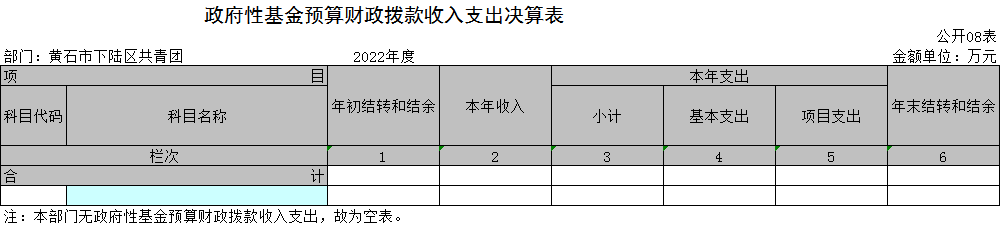 政府性基金预算财政拨款收入支出决算表
公开08表
部门：黄石市下陆区共青团 2022年度 金额单位：万元
项 目 年初结转和结余 本年收入 本年支出 年末结转和结余
科目代码 科目名称 小计 基本支出 项目支出
栏次 1 2 3 4 5 6
合 计
注：本部门无政府性基金预算财政拨款收入支出，故为空表。